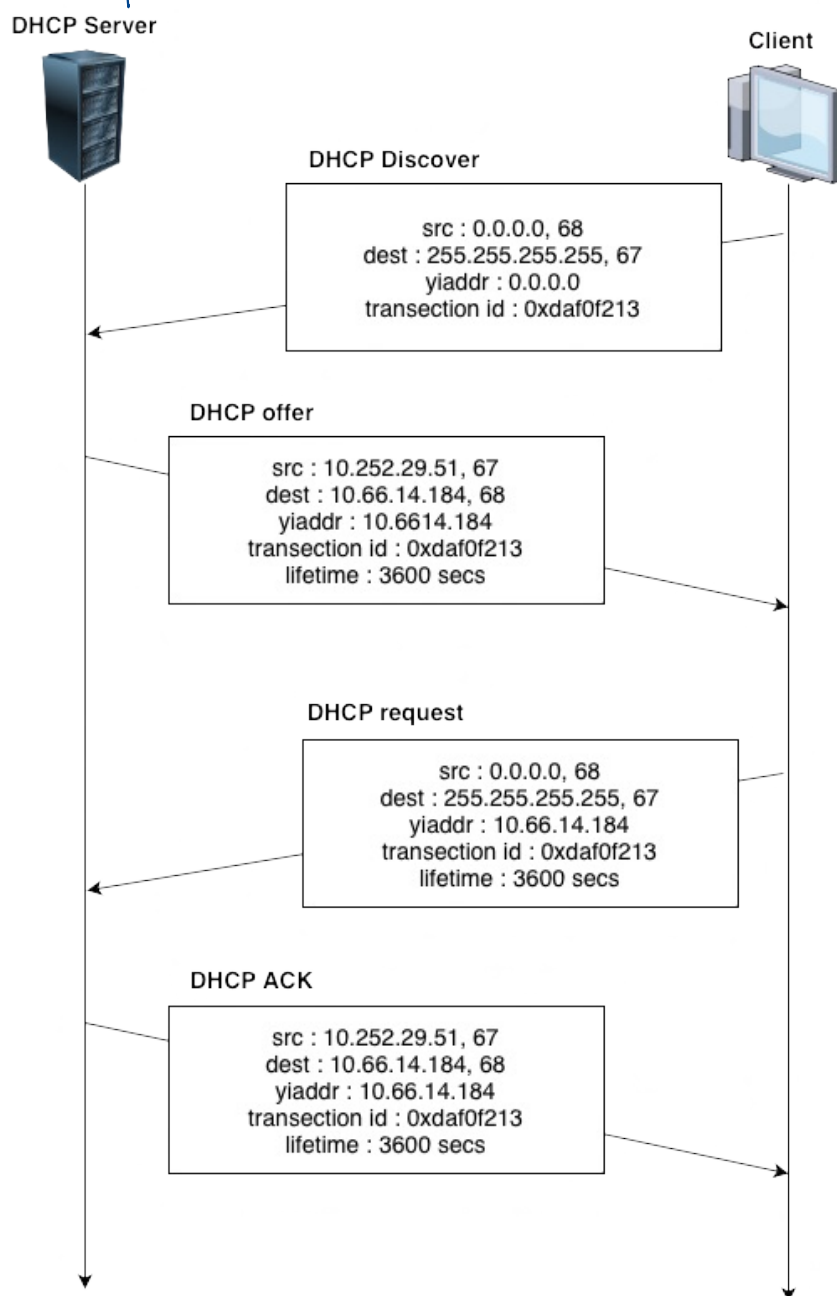 DHCP Server
Client
DHCP Discover
src : 0.0.0.0, 68
dest : 255.255.255.255, 67
yiaddr : 0.0.0.0
transection id : 0xdaf0f213
DHCP offer
src : 10.252.29.51, 67
dest : 10.66.14.184, 68
yiaddr : 10.6614.184
transection id : 0xdaf0f213
lifetime : 3600 secs
DHCP request
src : 0.0.0.0, 68
dest : 255.255.255.255, 67
yiaddr : 10.66.14.184
transection id : 0xdaf0f213
lifetime : 3600 secs
DHCP ACK
src : 10.252.29.51, 67
dest : 10.66.14.184, 68
yiaddr : 10.66.14.184
transection id : 0xdaf0f213
lifetime : 3600 secs